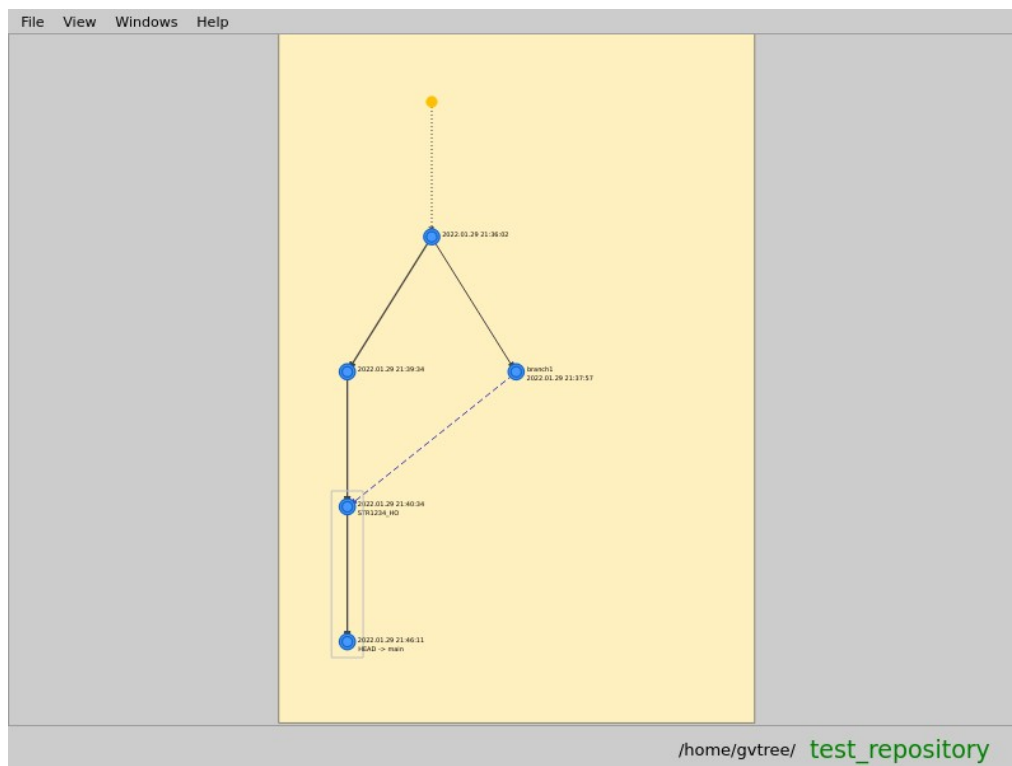 File View Windows Help
2022.01.29 21:36:02
2022.01.29 21:39:34
branch1
2022.01.29 21:37:57
2022.01.29 21:40:34
STR1234_HO
2022.01.29 21:46:11
HEAD -> main
/home/gvtree/ test_repository